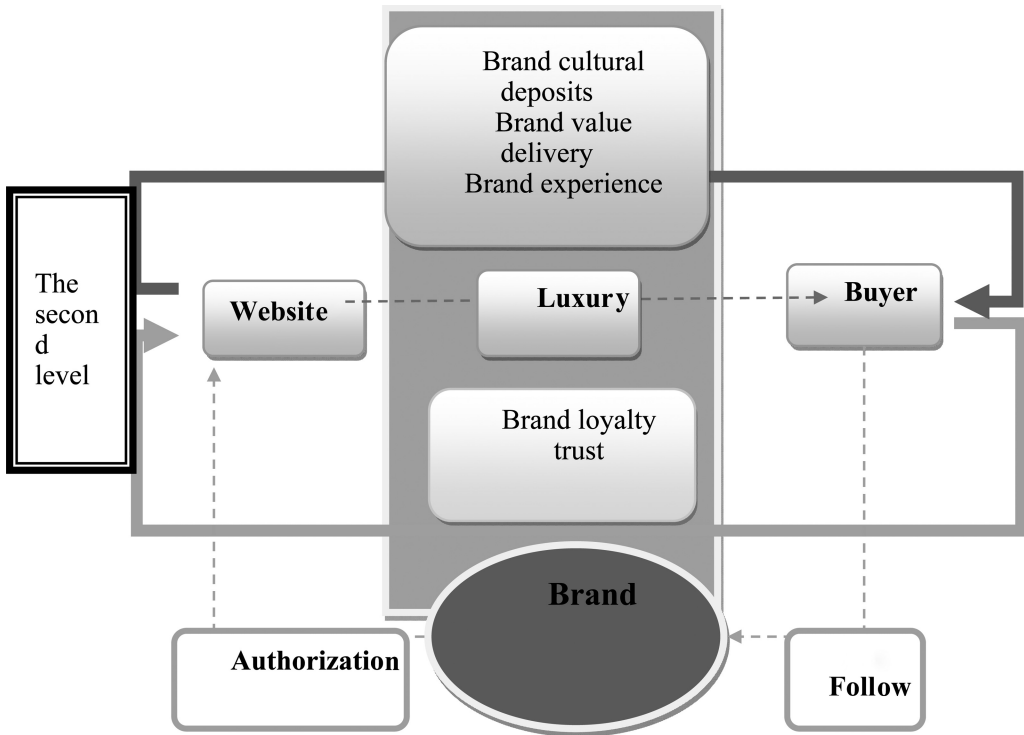 Brand cultural
deposits
Brand value
delivery
Brand experience
The
secon
d
level
Website
Luxury
Buyer
Brand loyalty
trust
Brand
Authorization
Follow